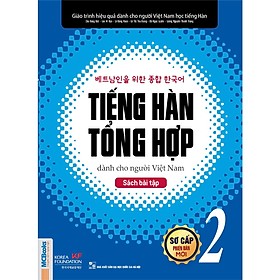 Giáo trình hiệu quả dành cho người Việt Nam học tiếng Hàn
베트남인을 위한 종합 한국어
TIẾNG HÀN
TỔNG HỢP
dành cho người Việt Nam
Sách bài tập
SƠ CẤP
PHIÊN BẢN
MỚI
2
MCBooks
KOREA
FOUNDATION